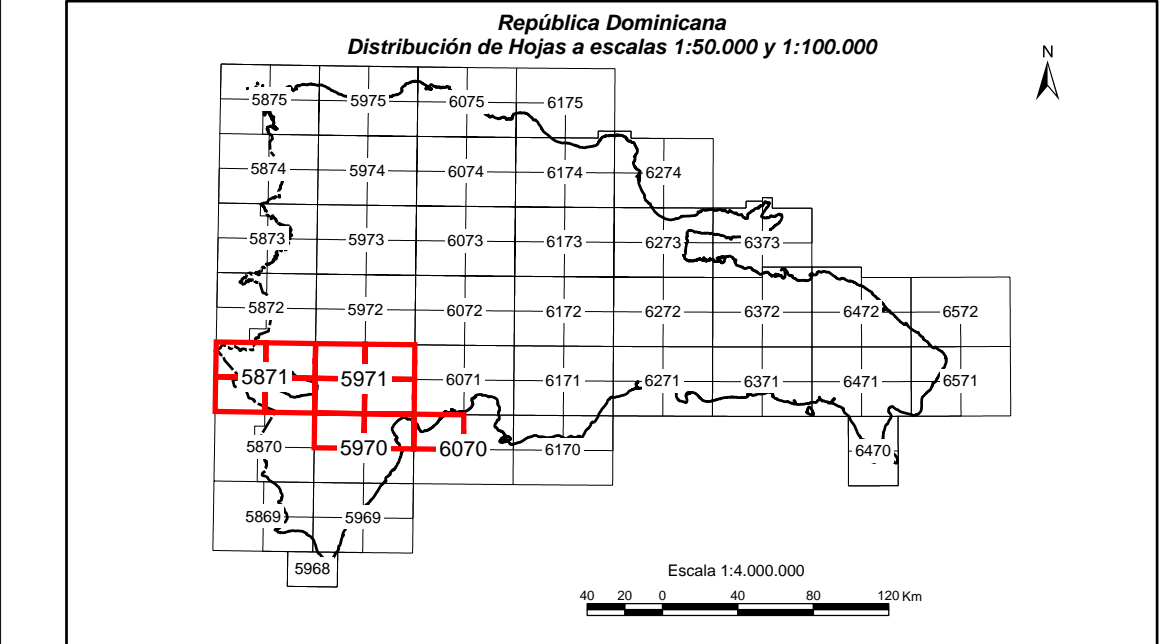 República Dominicana
Distribución de Hojas a escalas 1:50.000 y 1:100.000
N
5875 5975 6075 6175
5874 5974 6074 6174 6274
5873 5973 6073 6173 6273 6373
5872 5972 6072 6172 6272 6372 6472 6572
5871 5971 6071 6171 6271 6371 6471 6571
5870 5970 6070 6170 6470
5869 5969
5968
Escala 1:4.000.000
40 20 0 40 80 120 Km